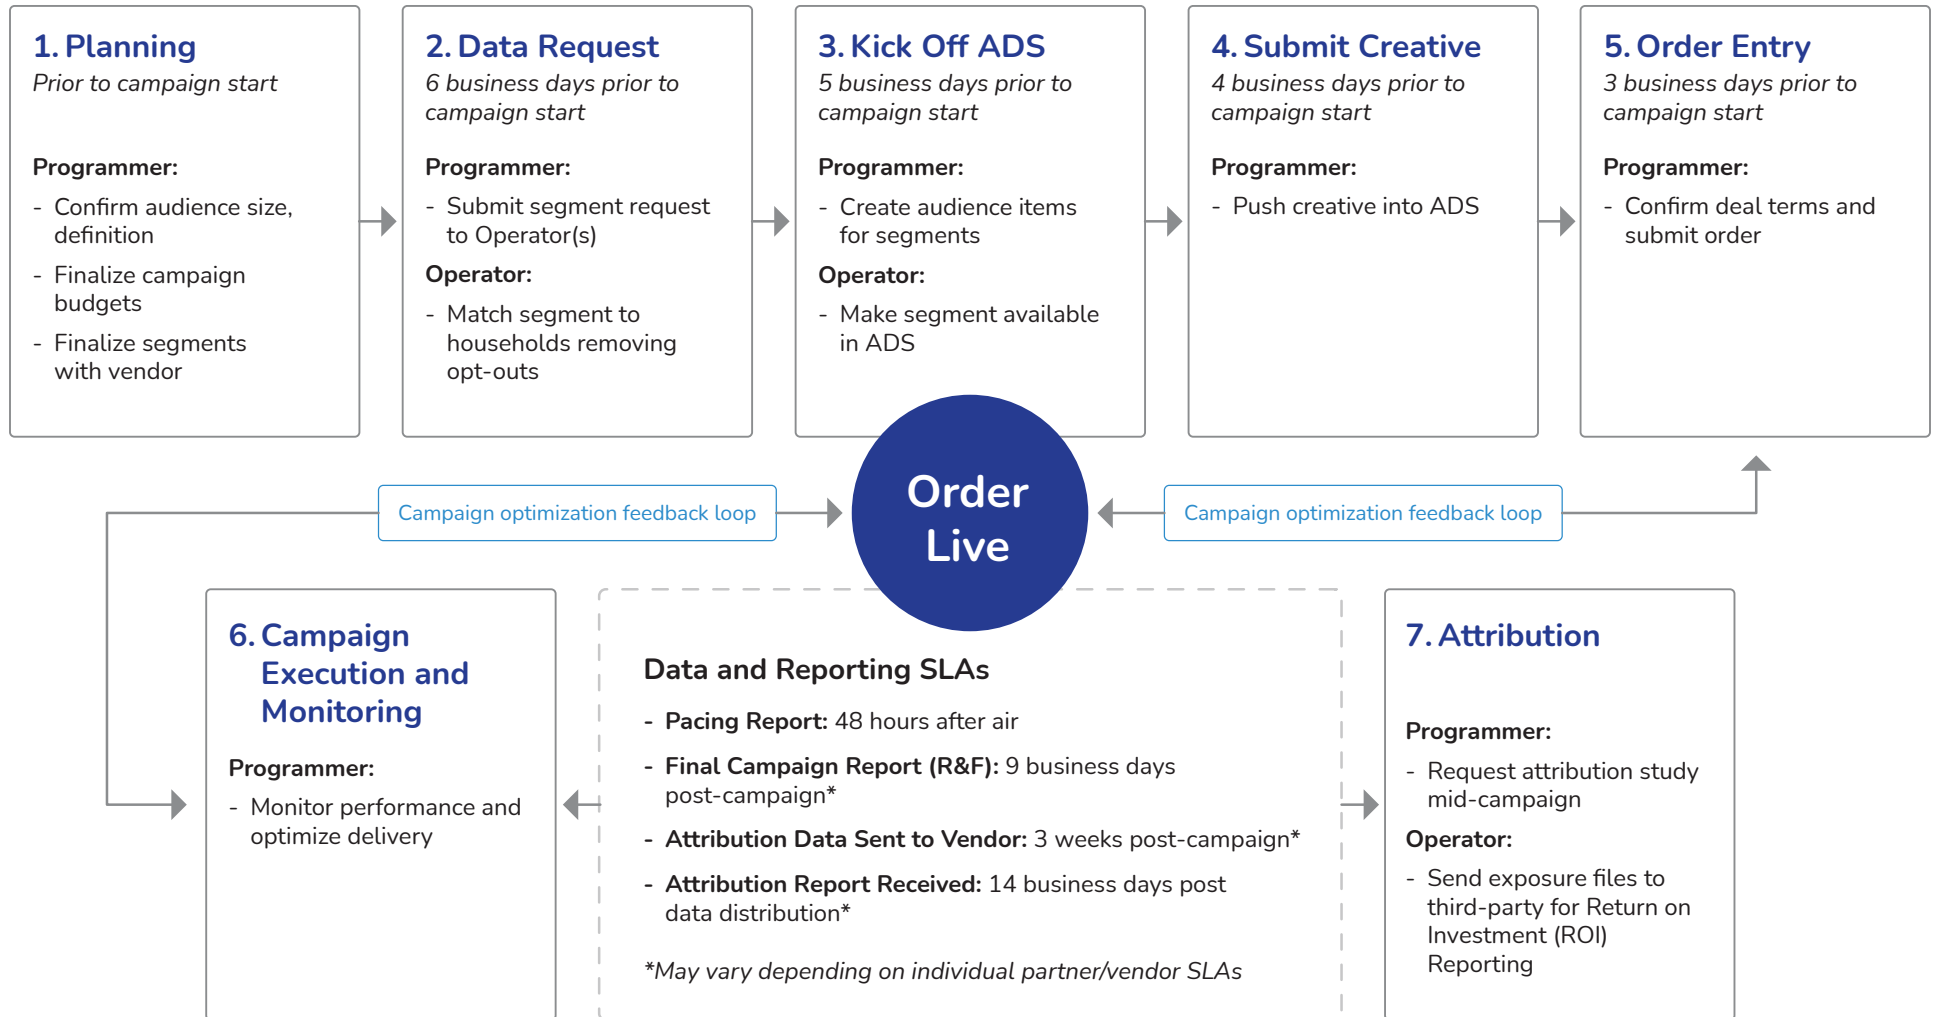 1. Planning
Prior to campaign start
Programmer:
- Confirm audience size,
definition
- Finalize campaign
budgets
- Finalize segments
with vendor
2. Data Request
6 business days prior to
campaign start
Programmer:
- Submit segment request
to Operator(s)
Operator:
- Match segment to
households removing
opt-outs
3. Kick Off ADS
5 business days prior to
campaign start
Programmer:
- Create audience items
for segments
Operator:
- Make segment available
in ADS
4. Submit Creative
4 business days prior to
campaign start
Programmer:
- Push creative into ADS
5. Order Entry
3 business days prior to
campaign start
Programmer:
- Confirm deal terms and
submit order
Campaign optimization feedback loop
Order
Live
Campaign optimization feedback loop
6. Campaign
Execution and
Monitoring
Programmer:
- Monitor performance and
optimize delivery
Data and Reporting SLAs
- Pacing Report: 48 hours after air
- Final Campaign Report (R&F): 9 business days
post-campaign*
- Attribution Data Sent to Vendor: 3 weeks post-campaign*
- Attribution Report Received: 14 business days post
data distribution*
*May vary depending on individual partner/vendor SLAs
7. Attribution
Programmer:
- Request attribution study
mid-campaign
Operator:
- Send exposure files to
third-party for Return on
Investment (ROI)
Reporting